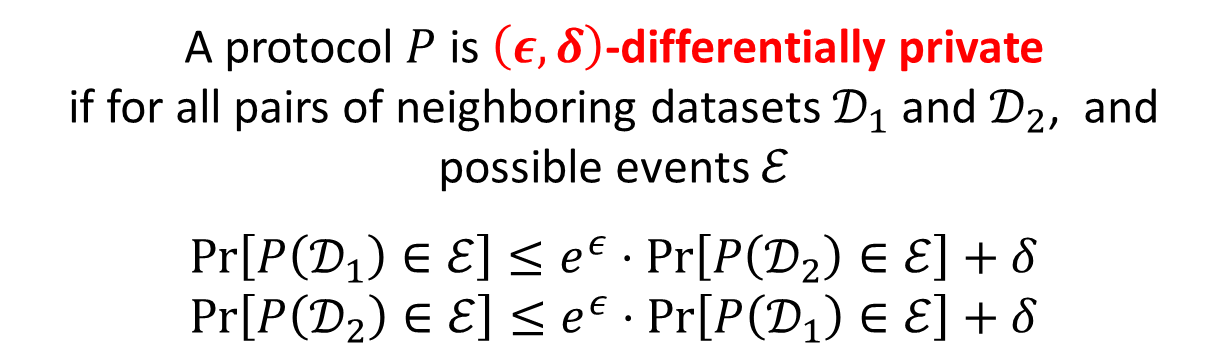 A protocol 𝑃 is (𝝐, 𝜹)-differentially private
if for all pairs of neighboring datasets 𝒟₁ and 𝒟₂, and
possible events ℰ
Pr[𝑃(𝒟₁) ∈ ℰ] ≤ 𝑒^𝜖 ⋅ Pr[𝑃(𝒟₂) ∈ ℰ] + 𝛿
Pr[𝑃(𝒟₂) ∈ ℰ] ≤ 𝑒^𝜖 ⋅ Pr[𝑃(𝒟₁) ∈ ℰ] + 𝛿